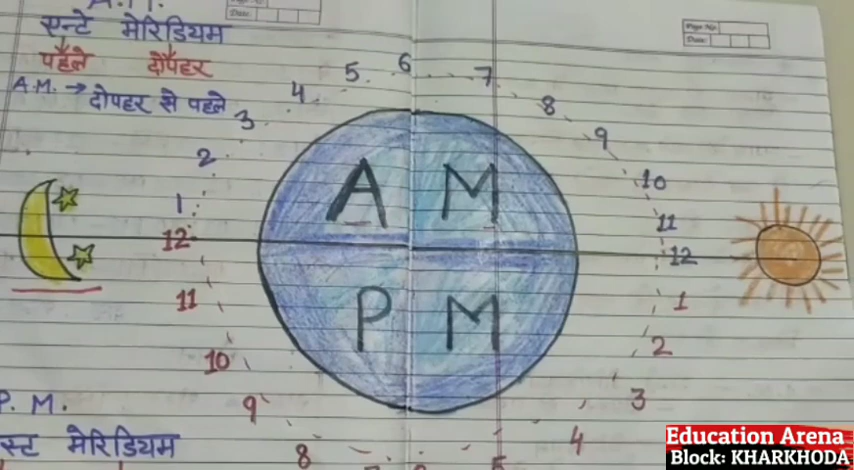 A.M.
एन्टे मेरिडियम
पहले दोपहर
A.M. → दोपहर से पहले
Date:
Page No.
Date:
6
5
7
4
8
3
9
2
10
1
11
12
12
A M
P M
11
1
10
2
9
3
8
4
5
P. M.
स्ट मेरिडियम
Education Arena
Block: KHARKHODA